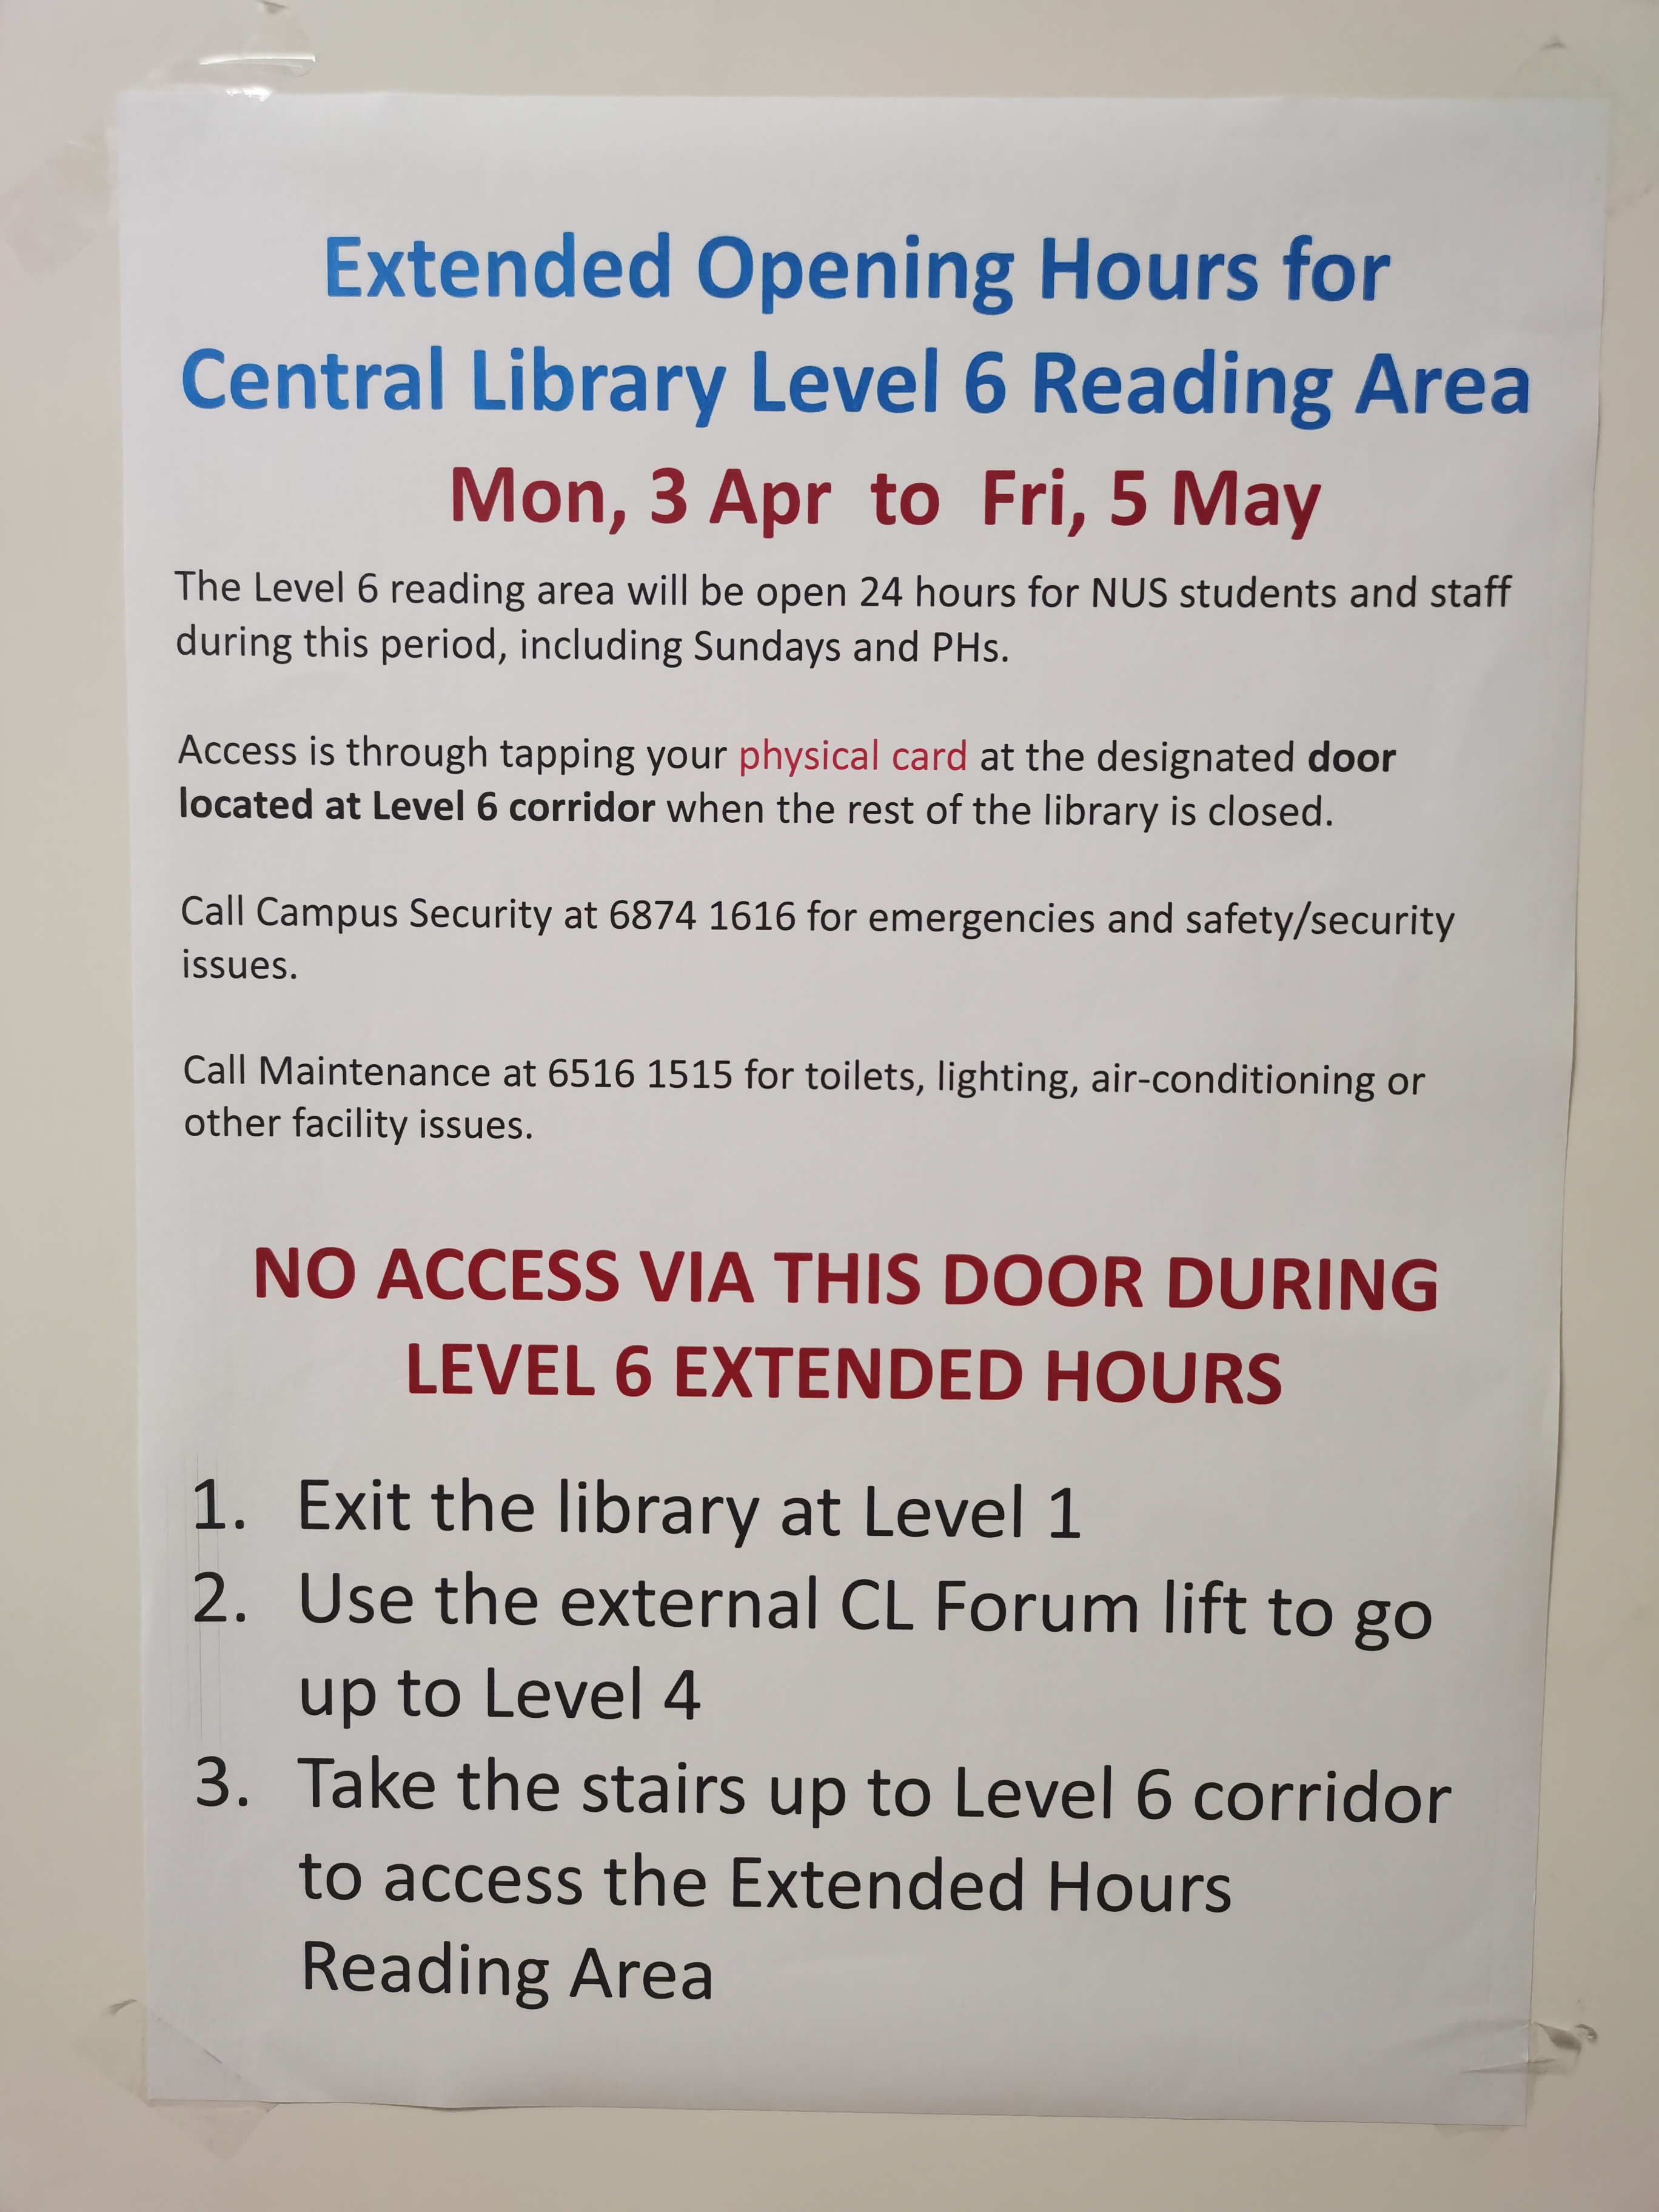 Extended Opening Hours for
Central Library Level 6 Reading Area
Mon, 3 Apr to Fri, 5 May
The Level 6 reading area will be open 24 hours for NUS students and staff
during this period, including Sundays and PHs.
Access is through tapping your physical card at the designated door
located at Level 6 corridor when the rest of the library is closed.
Call Campus Security at 6874 1616 for emergencies and safety/security
issues.
Call Maintenance at 6516 1515 for toilets, lighting, air-conditioning or
other facility issues.
NO ACCESS VIA THIS DOOR DURING
LEVEL 6 EXTENDED HOURS
1. Exit the library at Level 1
2. Use the external CL Forum lift to go
up to Level 4
3. Take the stairs up to Level 6 corridor
to access the Extended Hours
Reading Area